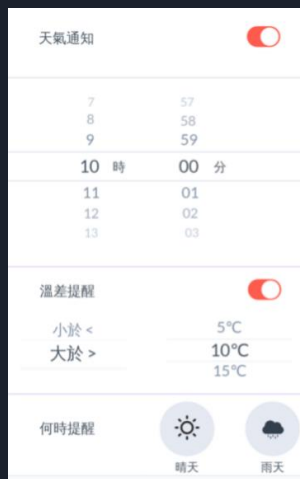 天氣通知
7 57
8 58
9 59
10 時 00 分
11 01
12 02
13 03
溫差提醒
小於 < 5℃
大於 > 10℃
15℃
何時提醒
晴天 雨天